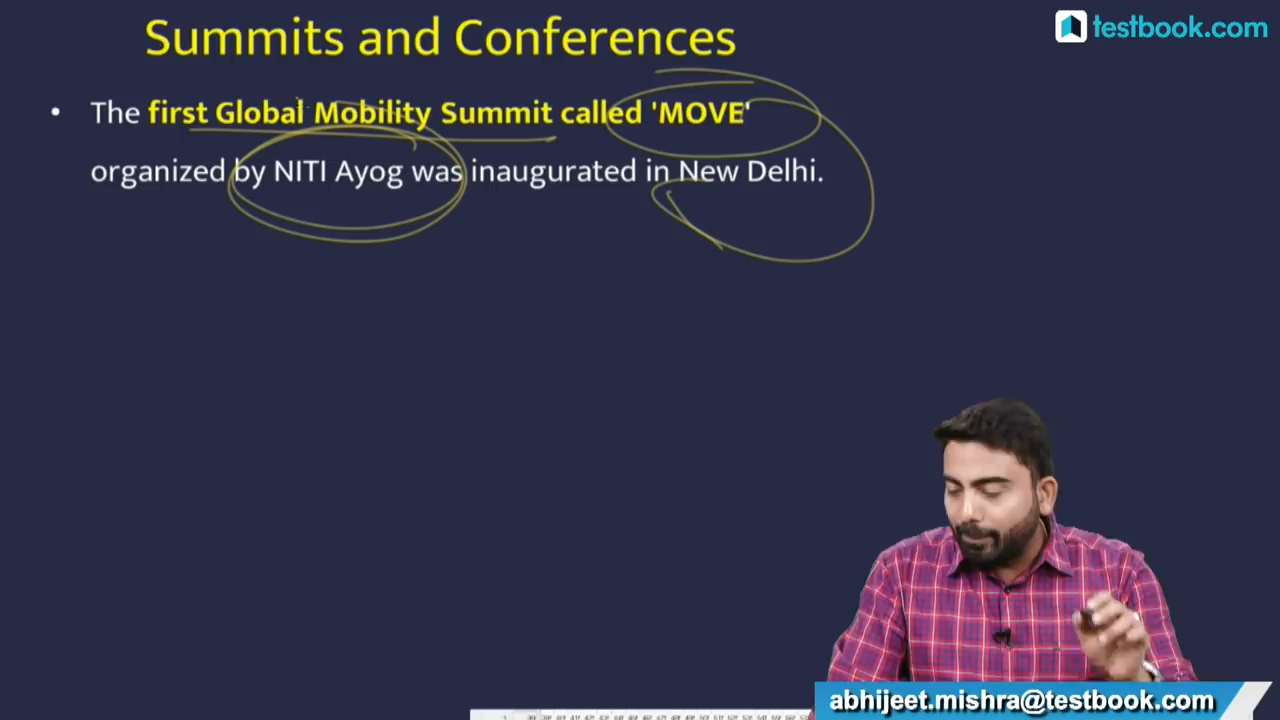 Summits and Conferences
testbook.com
• The first Global Mobility Summit called 'MOVE'
organized by NITI Ayog was inaugurated in New Delhi.
abhijeet.mishra@testbook.com